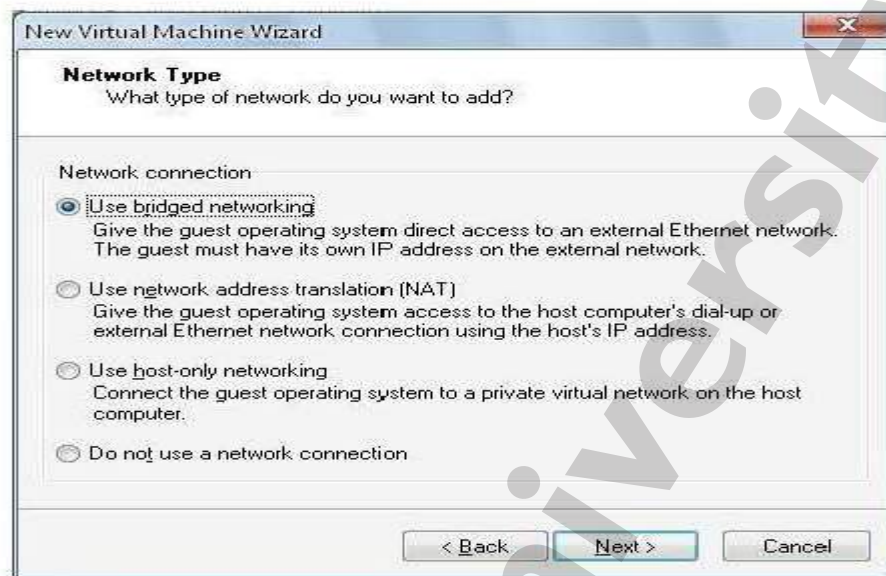 New Virtual Machine Wizard
Network Type
What type of network do you want to add?
Network connection
Use bridged networking
Give the guest operating system direct access to an external Ethernet network.
The guest must have its own IP address on the external network.
Use network address translation (NAT)
Give the guest operating system access to the host computer's dial-up or
external Ethernet network connection using the host's IP address.
Use host-only networking
Connect the guest operating system to a private virtual network on the host
computer.
Do not use a network connection
< Back
Next >
Cancel